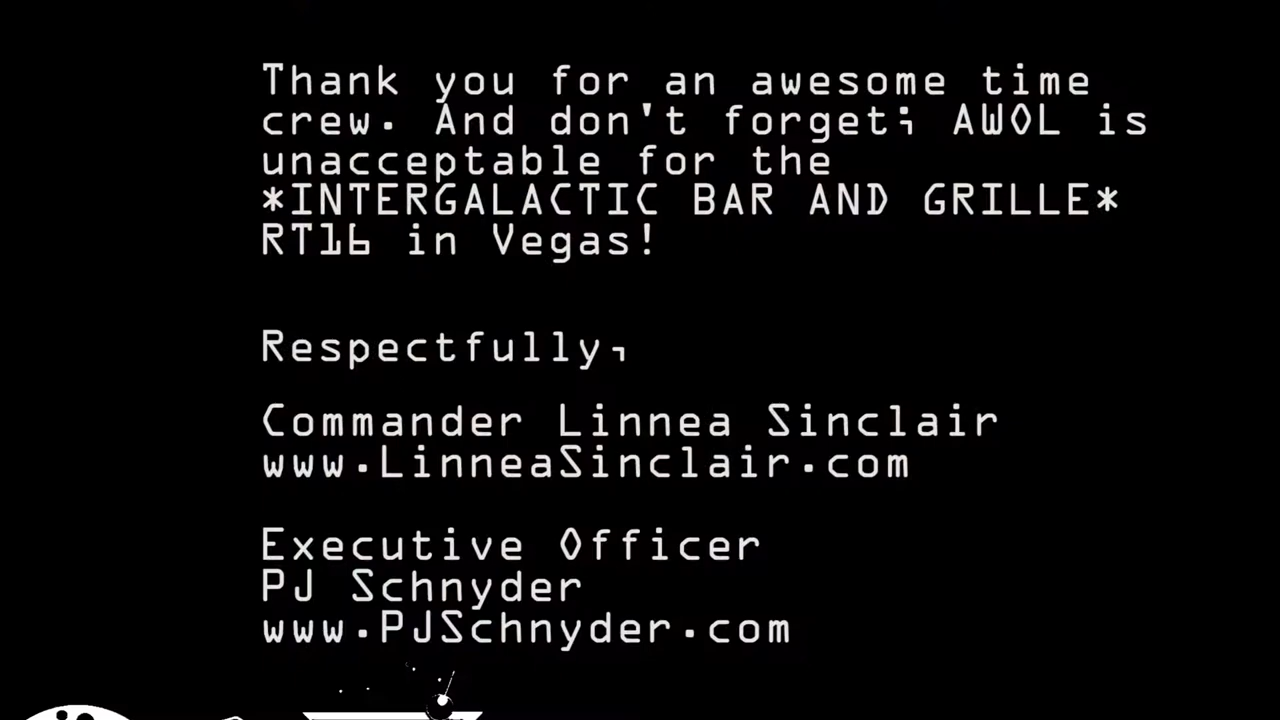 Thank you for an awesome time
crew. And don't forget; AWOL is
unacceptable for the
*INTERGALACTIC BAR AND GRILLE*
RT16 in Vegas!
Respectfully,
Commander Linnea Sinclair
www.LinneaSinclair.com
Executive Officer
PJ Schnyder
www.PJSchnyder.com